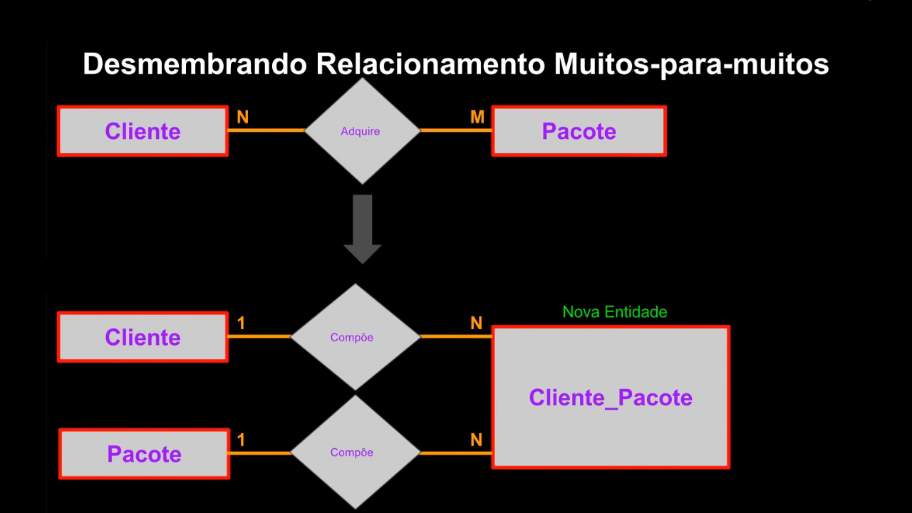 Desmembrando Relacionamento Muitos-para-muitos
Cliente
N
Adquire
M
Pacote
Nova Entidade
Cliente
1
Compõe
N
Cliente_Pacote
Pacote
1
Compõe
N